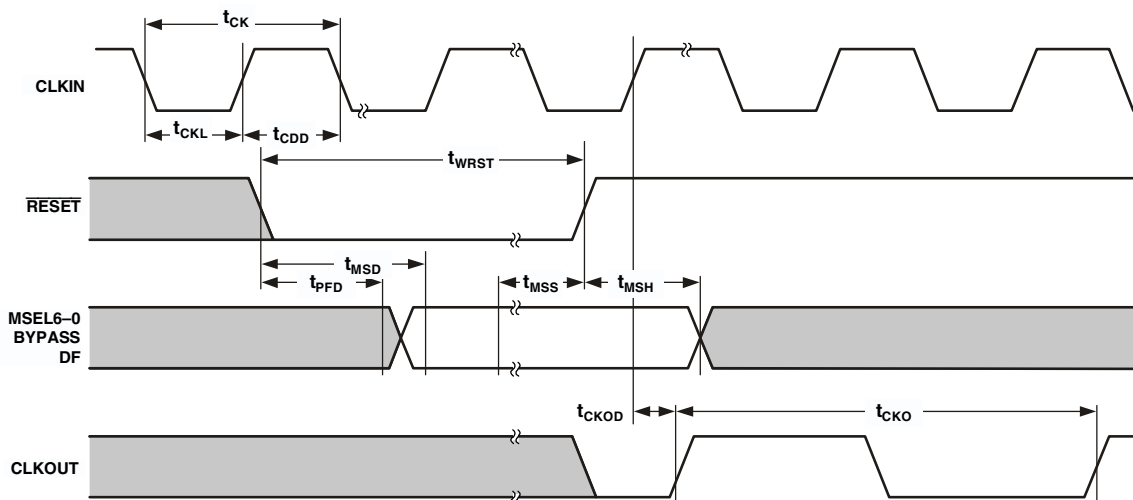 tCK
CLKIN
tCKL
tCDD
tWRST
RESET
tMSD
tPFD
tMSS
tMSH
MSEL6–0
BYPASS
DF
tCKOD
tCKO
CLKOUT